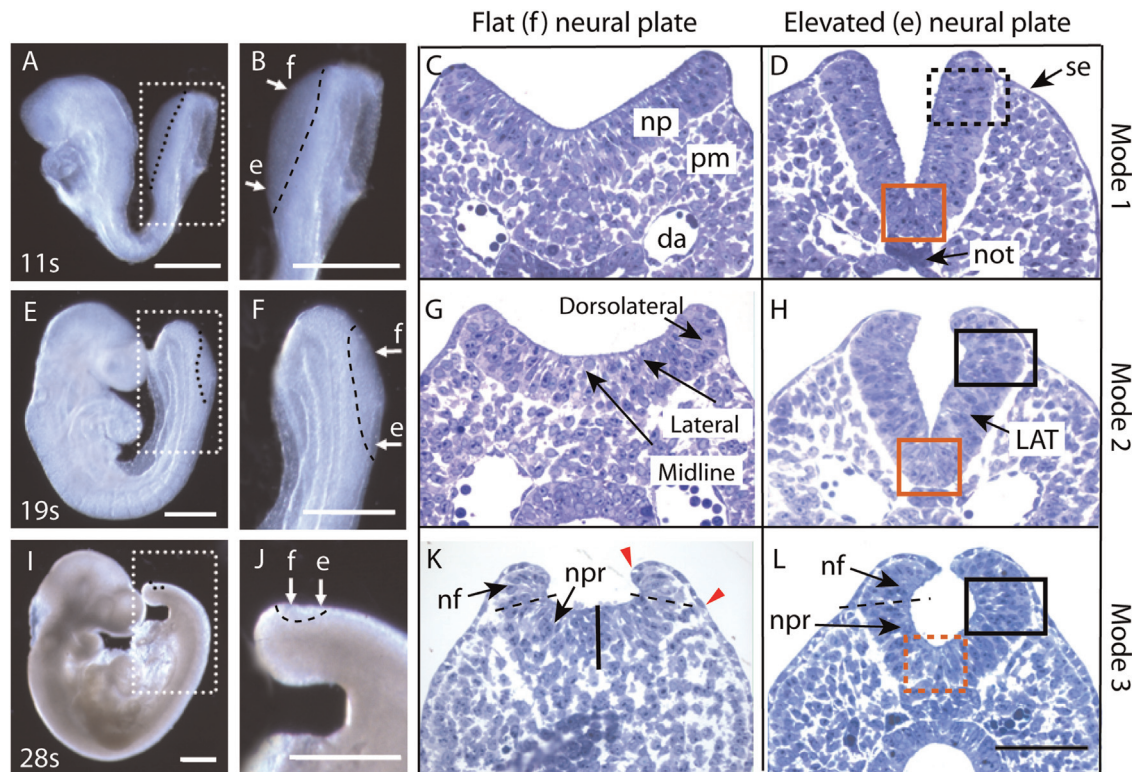 Flat (f) neural plate
Elevated (e) neural plate
A
11s
B
f
e
C
np
pm
da
D
se
not
Mode 1
E
19s
F
f
e
G
Dorsolateral
Lateral
Midline
H
LAT
Mode 2
I
28s
J
f
e
K
nf
npr
L
nf
npr
Mode 3